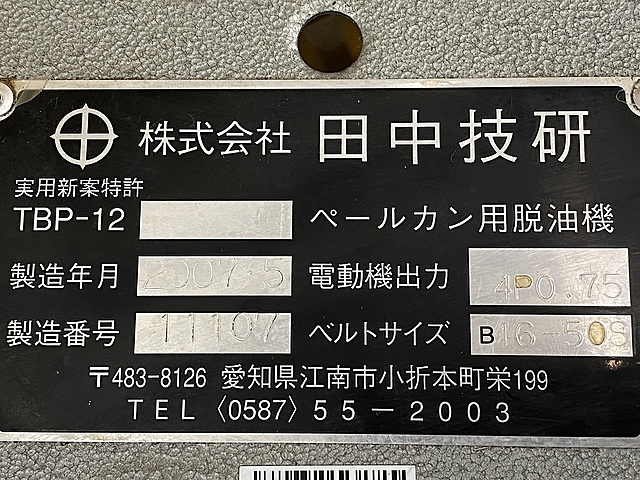 株式会社 田中技研
実用新案特許
TBP-12 ペールカン用脱油機
製造年月 2007.5 電動機出力 4P0.75
製造番号 11107 ベルトサイズ B46-50S
〒483-8126 愛知県江南市小折本町栄199
TEL〈0587〉55-2003